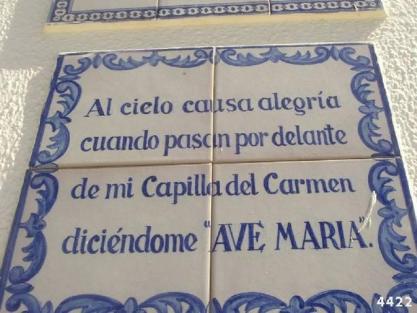 Al cielo causa alegría
cuando pasan por delante
de mi Capilla del Carmen
diciéndome "AVE MARIA".
4422